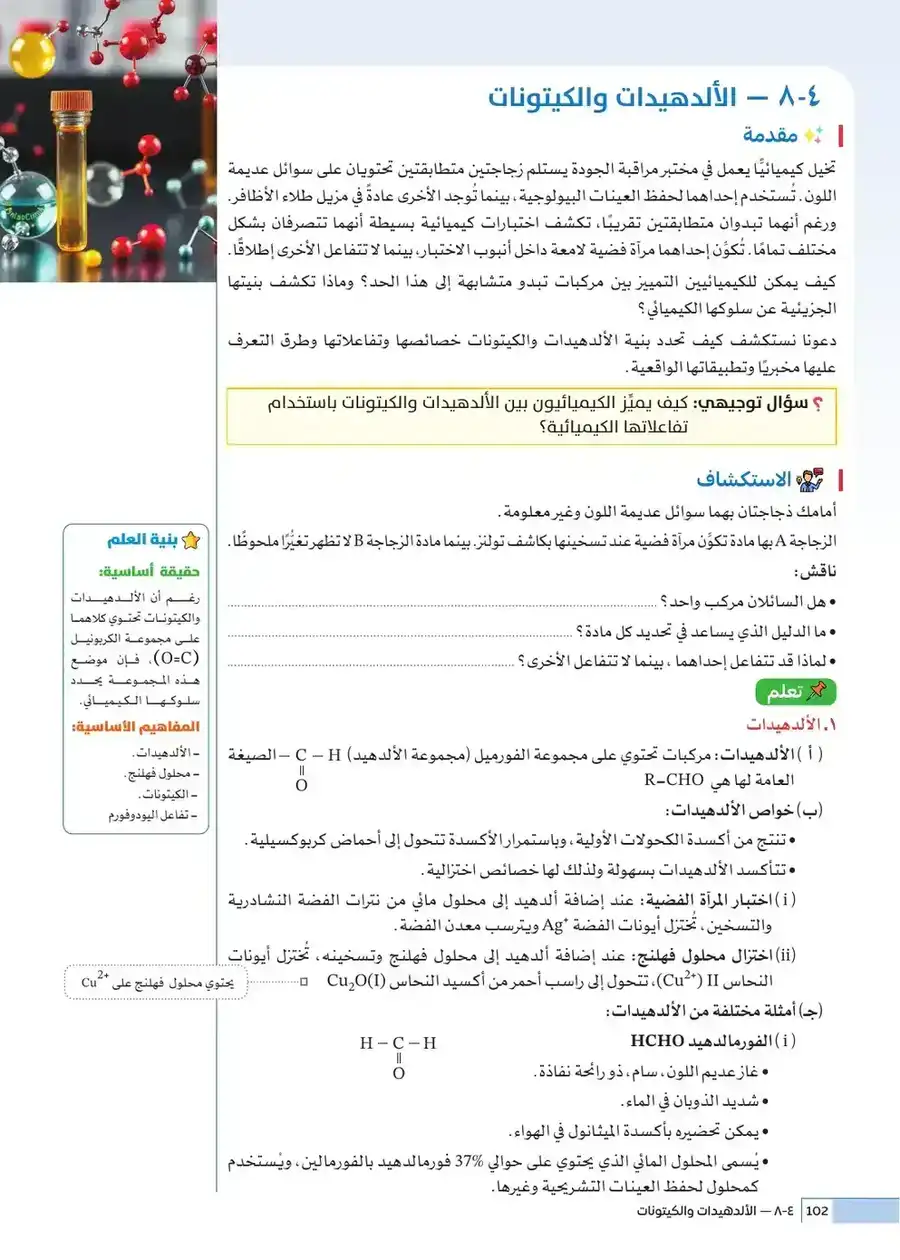 ٤-٨ — الألدهيدات والكيتونات
مقدمة
تخيل كيميائيًّا يعمل في مختبر مراقبة الجودة يستلم زجاجتين متطابقتين تحتويان على سوائل عديمة
اللون. تُستخدم إحداهما لحفظ العينات البيولوجية، بينما تُوجد الأخرى عادةً في مزيل طلاء الأظافر.
ورغم أنهما تبدوان متطابقتين تقريبًا، تكشف اختبارات كيميائية بسيطة أنهما تتصرفان بشكل
مختلف تمامًا. تُكوِّن إحداهما مرآة فضية لامعة داخل أنبوب الاختبار، بينما لا تتفاعل الأخرى إطلاقًا.
كيف يمكن للكيميائيين التمييز بين مركبات تبدو متشابهة إلى هذا الحد؟ وماذا تكشف بنيتها
الجزيئية عن سلوكها الكيميائي؟
دعونا نستكشف كيف تحدد بنية الألدهيدات والكيتونات خصائصها وتفاعلاتها وطرق التعرف
عليها مخبريًا وتطبيقاتها الواقعية.
؟ سؤال توجيهي: كيف يميِّز الكيميائيون بين الألدهيدات والكيتونات باستخدام
تفاعلاتها الكيميائية؟
الاستكشاف
أمامك ذجاجتان بهما سوائل عديمة اللون وغير معلومة.
الزجاجة A بها مادة تكوِّن مرآة فضية عند تسخينها بكاشف تولنز. بينما مادة الزجاجة B لا تظهر تغيُّرًا ملحوظًا.
ناقش:
• هل السائلان مركب واحد؟
• ما الدليل الذي يساعد في تحديد كل مادة؟
• لماذا قد تتفاعل إحداهما، بينما لا تتفاعل الأخرى؟
تعلم
١. الألدهيدات
(أ) الألدهيدات: مركبات تحتوي على مجموعة الفورميل (مجموعة الألدهيد) – C – H الصيغة
||
O
العامة لها هي R–CHO
(ب) خواص الألدهيدات:
• تنتج من أكسدة الكحولات الأولية، وباستمرار الأكسدة تتحول إلى أحماض كربوكسيلية.
• تتأكسد الألدهيدات بسهولة ولذلك لها خصائص اختزالية.
(i) اختبار المرآة الفضية: عند إضافة ألدهيد إلى محلول مائي من نترات الفضة النشادرية
والتسخين، تُختزل أيونات الفضة Ag⁺ ويترسب معدن الفضة.
(ii) اختزال محلول فهلنج: عند إضافة ألدهيد إلى محلول فهلنج وتسخينه، تُختزل أيونات
النحاس II (Cu²⁺)، تتحول إلى راسب أحمر من أكسيد النحاس Cu₂O(I)
(جـ) أمثلة مختلفة من الألدهيدات:
(i) الفورمالدهيد HCHO
H – C – H
||
O
• غاز عديم اللون، سام، ذو رائحة نفاذة.
• شديد الذوبان في الماء.
• يمكن تحضيره بأكسدة الميثانول في الهواء.
• يُسمى المحلول المائي الذي يحتوي على حوالي 37% فورمالدهيد بالفورمالين، ويُستخدم
كمحلول لحفظ العينات التشريحية وغيرها.
بنية العلم
حقيقة أساسية:
رغم أن الألدهيدات
والكيتونات تحتوي كلاهما
على مجموعة الكربونيل
(C=O)، فإن موضع
هذه المجموعة يحدد
سلوكها الكيميائي.
المفاهيم الأساسية:
- الألدهيدات.
- محلول فهلنج.
- الكيتونات.
- تفاعل اليودوفورم
يحتوي محلول فهلنج على Cu²⁺
102 ٤-٨ — الألدهيدات والكيتونات